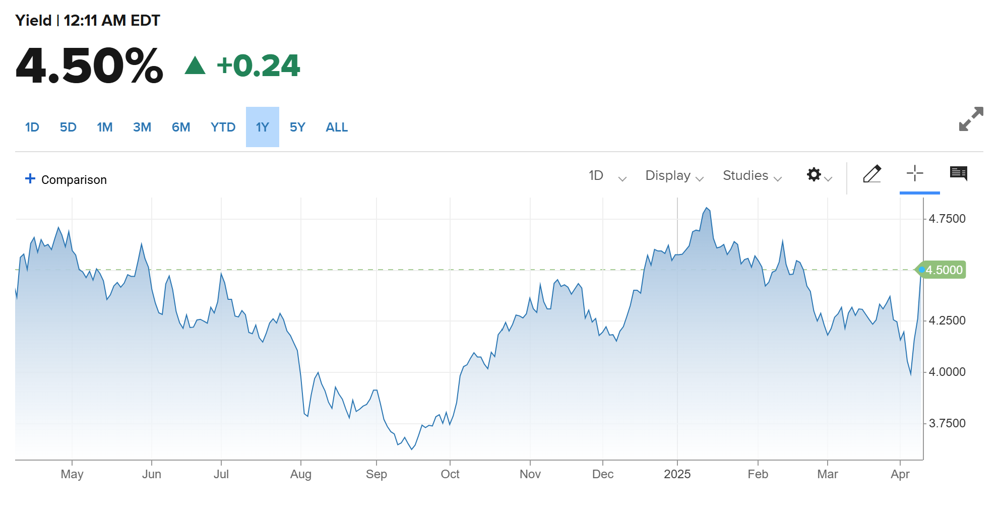 Yield | 12:11 AM EDT
4.50% ▲ +0.24
1D 5D 1M 3M 6M YTD 1Y 5Y ALL
+ Comparison 1D Display Studies
4.7500
4.5000
4.2500
4.0000
3.7500
May Jun Jul Aug Sep Oct Nov Dec 2025 Feb Mar Apr